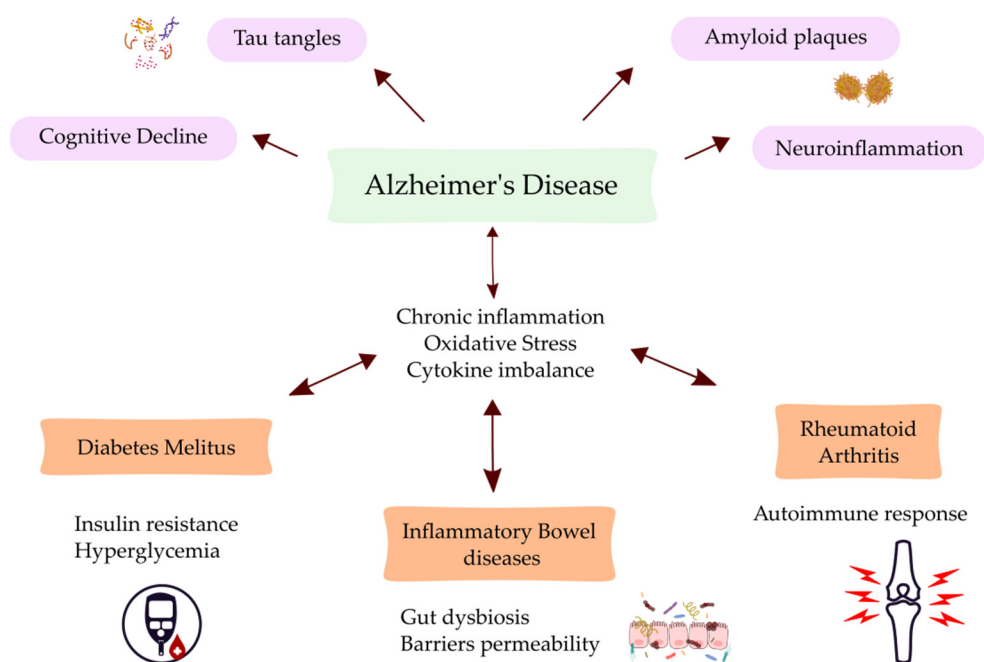 Tau tangles
Amyloid plaques
Cognitive Decline
Neuroinflammation
Alzheimer's Disease
Chronic inflammation
Oxidative Stress
Cytokine imbalance
Diabetes Melitus
Insulin resistance
Hyperglycemia
Inflammatory Bowel
diseases
Gut dysbiosis
Barriers permeability
Rheumatoid
Arthritis
Autoimmune response